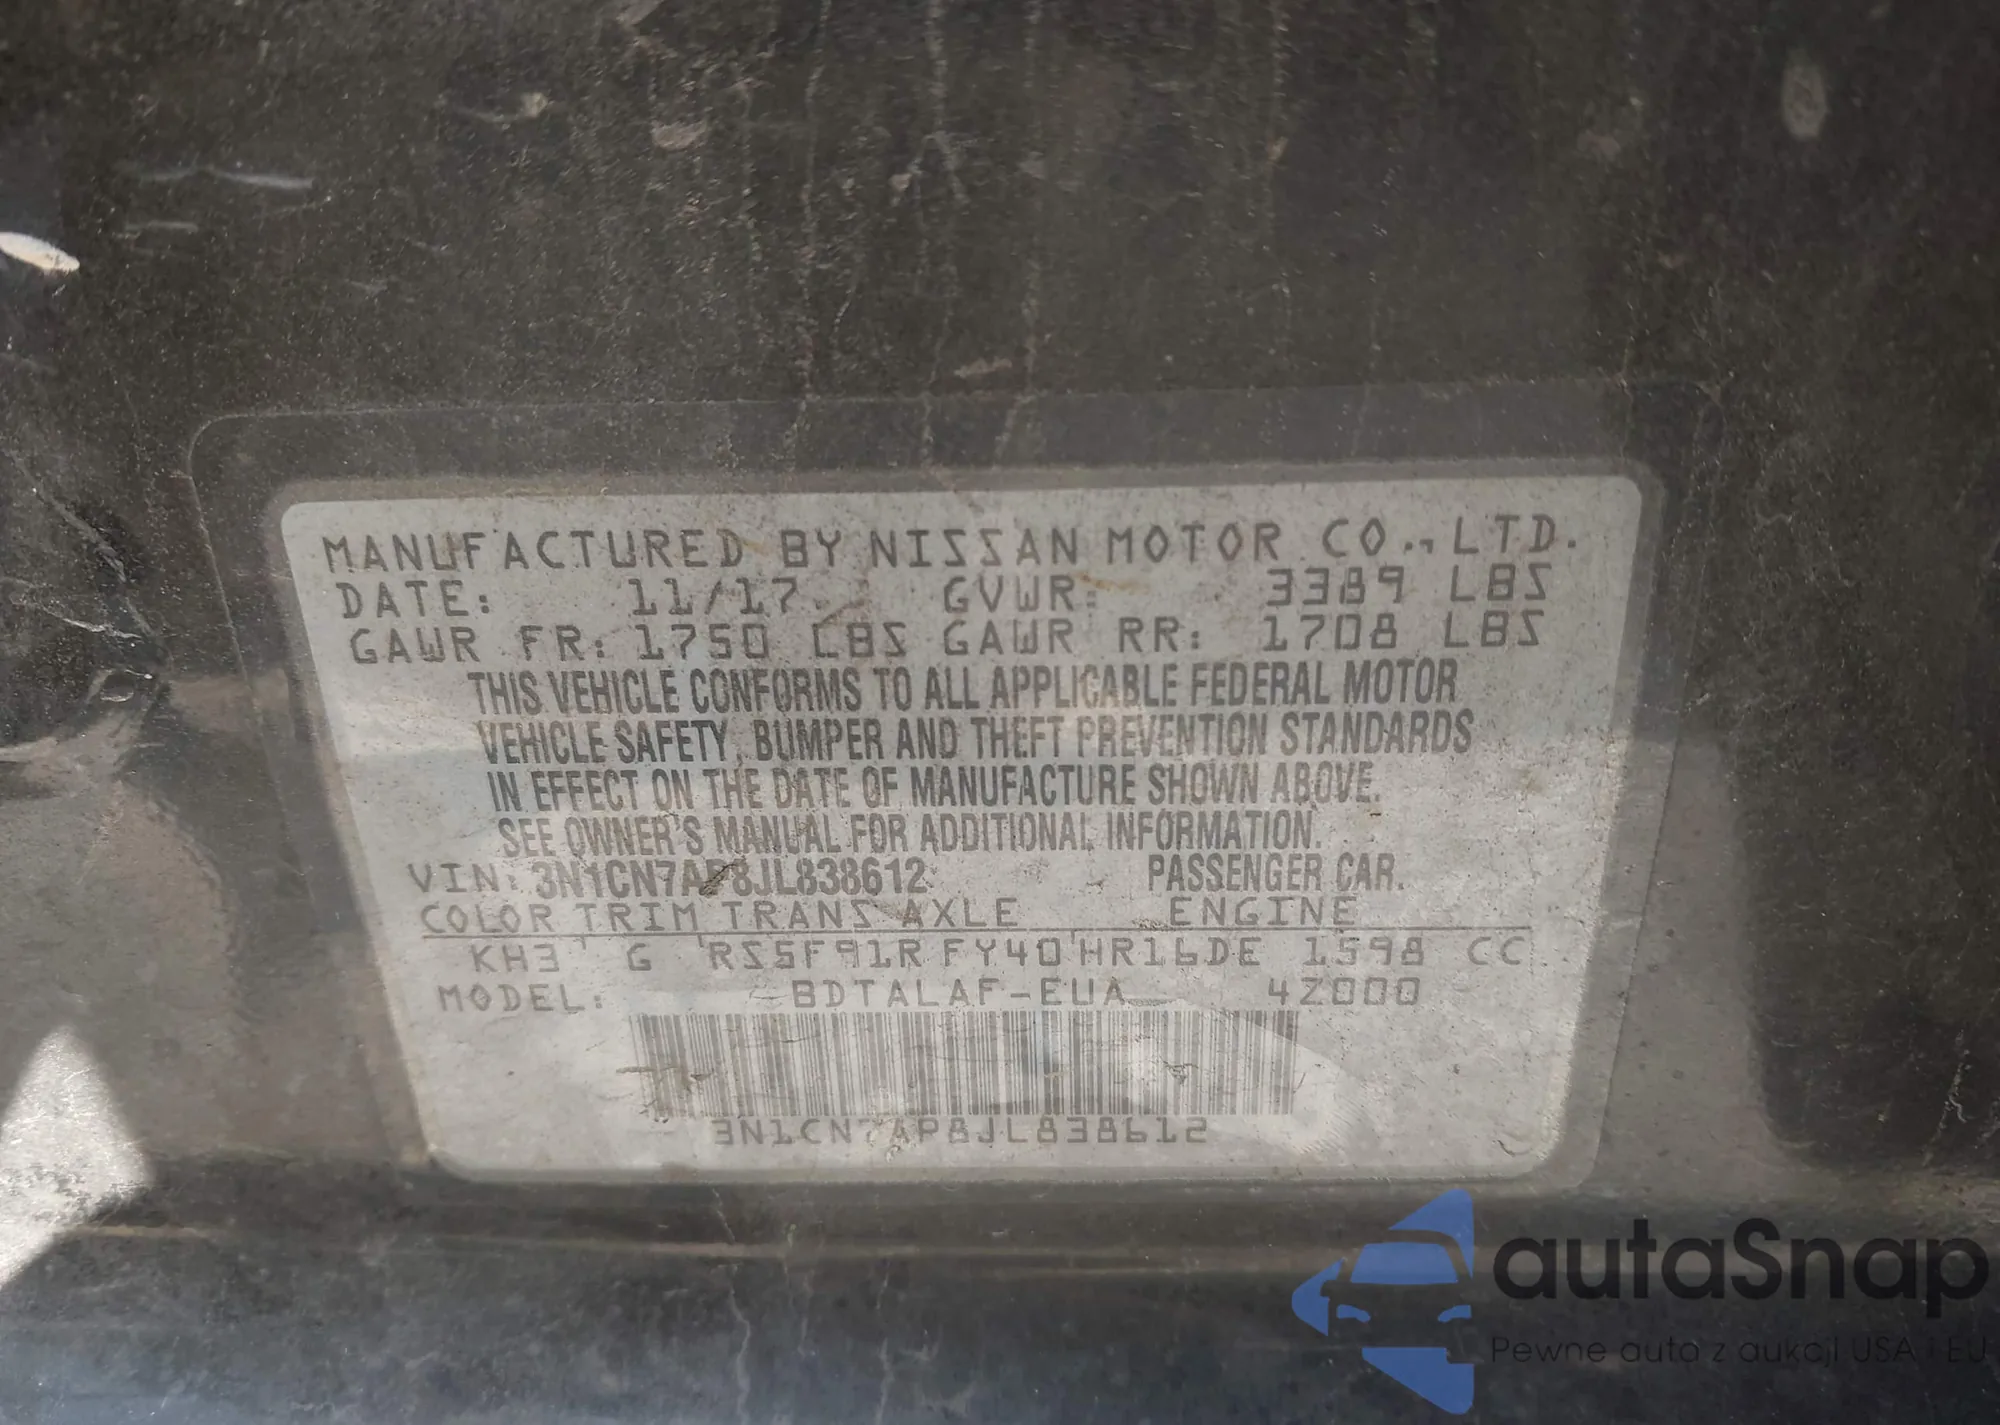 MANUFACTURED BY NISSAN MOTOR CO., LTD.
DATE: 11/17 GVWR: 3389 LBS
GAWR FR: 1750 LBS GAWR RR: 1708 LBS
THIS VEHICLE CONFORMS TO ALL APPLICABLE FEDERAL MOTOR
VEHICLE SAFETY, BUMPER AND THEFT PREVENTION STANDARDS
IN EFFECT ON THE DATE OF MANUFACTURE SHOWN ABOVE.
SEE OWNER'S MANUAL FOR ADDITIONAL INFORMATION.
VIN: 3N1CN7AP8JL838612 PASSENGER CAR.
COLOR TRIM TRANS AXLE ENGINE
KH3 G RS5F91R FY40 HR16DE 1598 CC
MODEL: BDTALAF-EUA 4Z000
3N1CN7AP8JL838612
autaSnap
Pewne auta z aukcji USA i EU